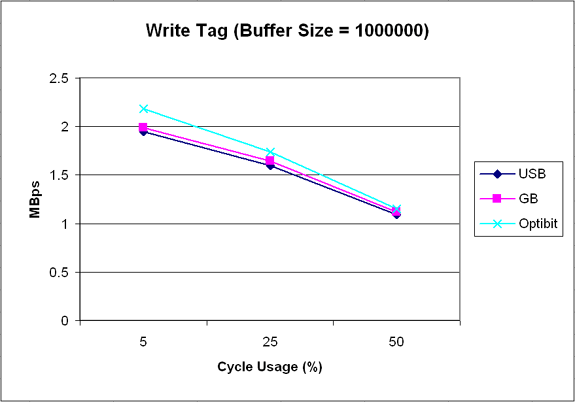 Write Tag (Buffer Size = 1000000)
2.5
2
1.5
1
0.5
0
MBps
5 25 50
Cycle Usage (%)
USB
GB
Optibit